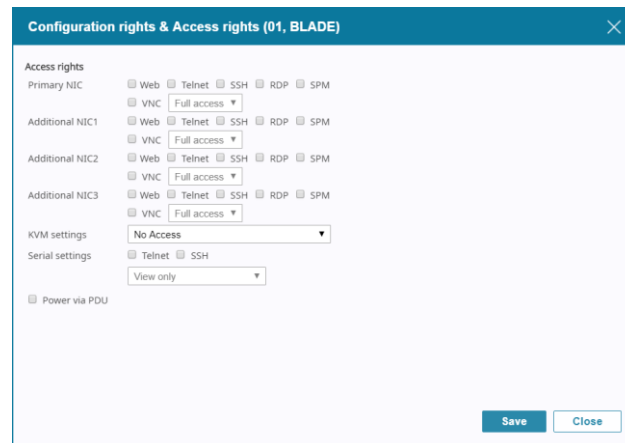 Configuration rights & Access rights (01, BLADE)
Access rights
Primary NIC Web Telnet SSH RDP SPM
VNC Full access
Additional NIC1 Web Telnet SSH RDP SPM
VNC Full access
Additional NIC2 Web Telnet SSH RDP SPM
VNC Full access
Additional NIC3 Web Telnet SSH RDP SPM
VNC Full access
KVM settings No Access
Serial settings Telnet SSH
View only
Power via PDU
Save Close